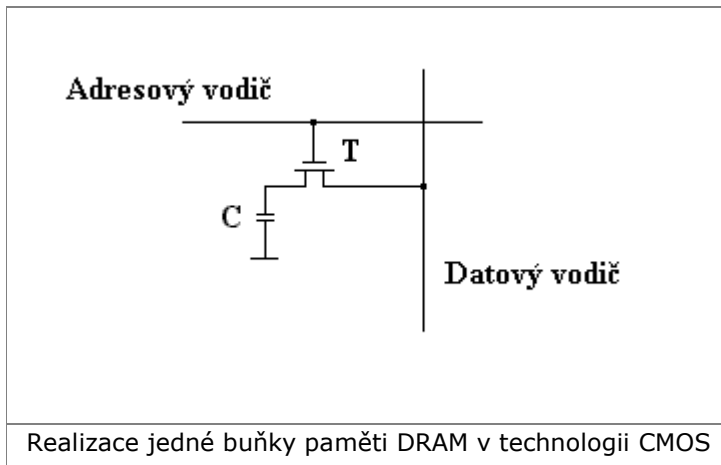 Adresový vodič
T
C
Datový vodič
Realizace jedné buňky paměti DRAM v technologii CMOS